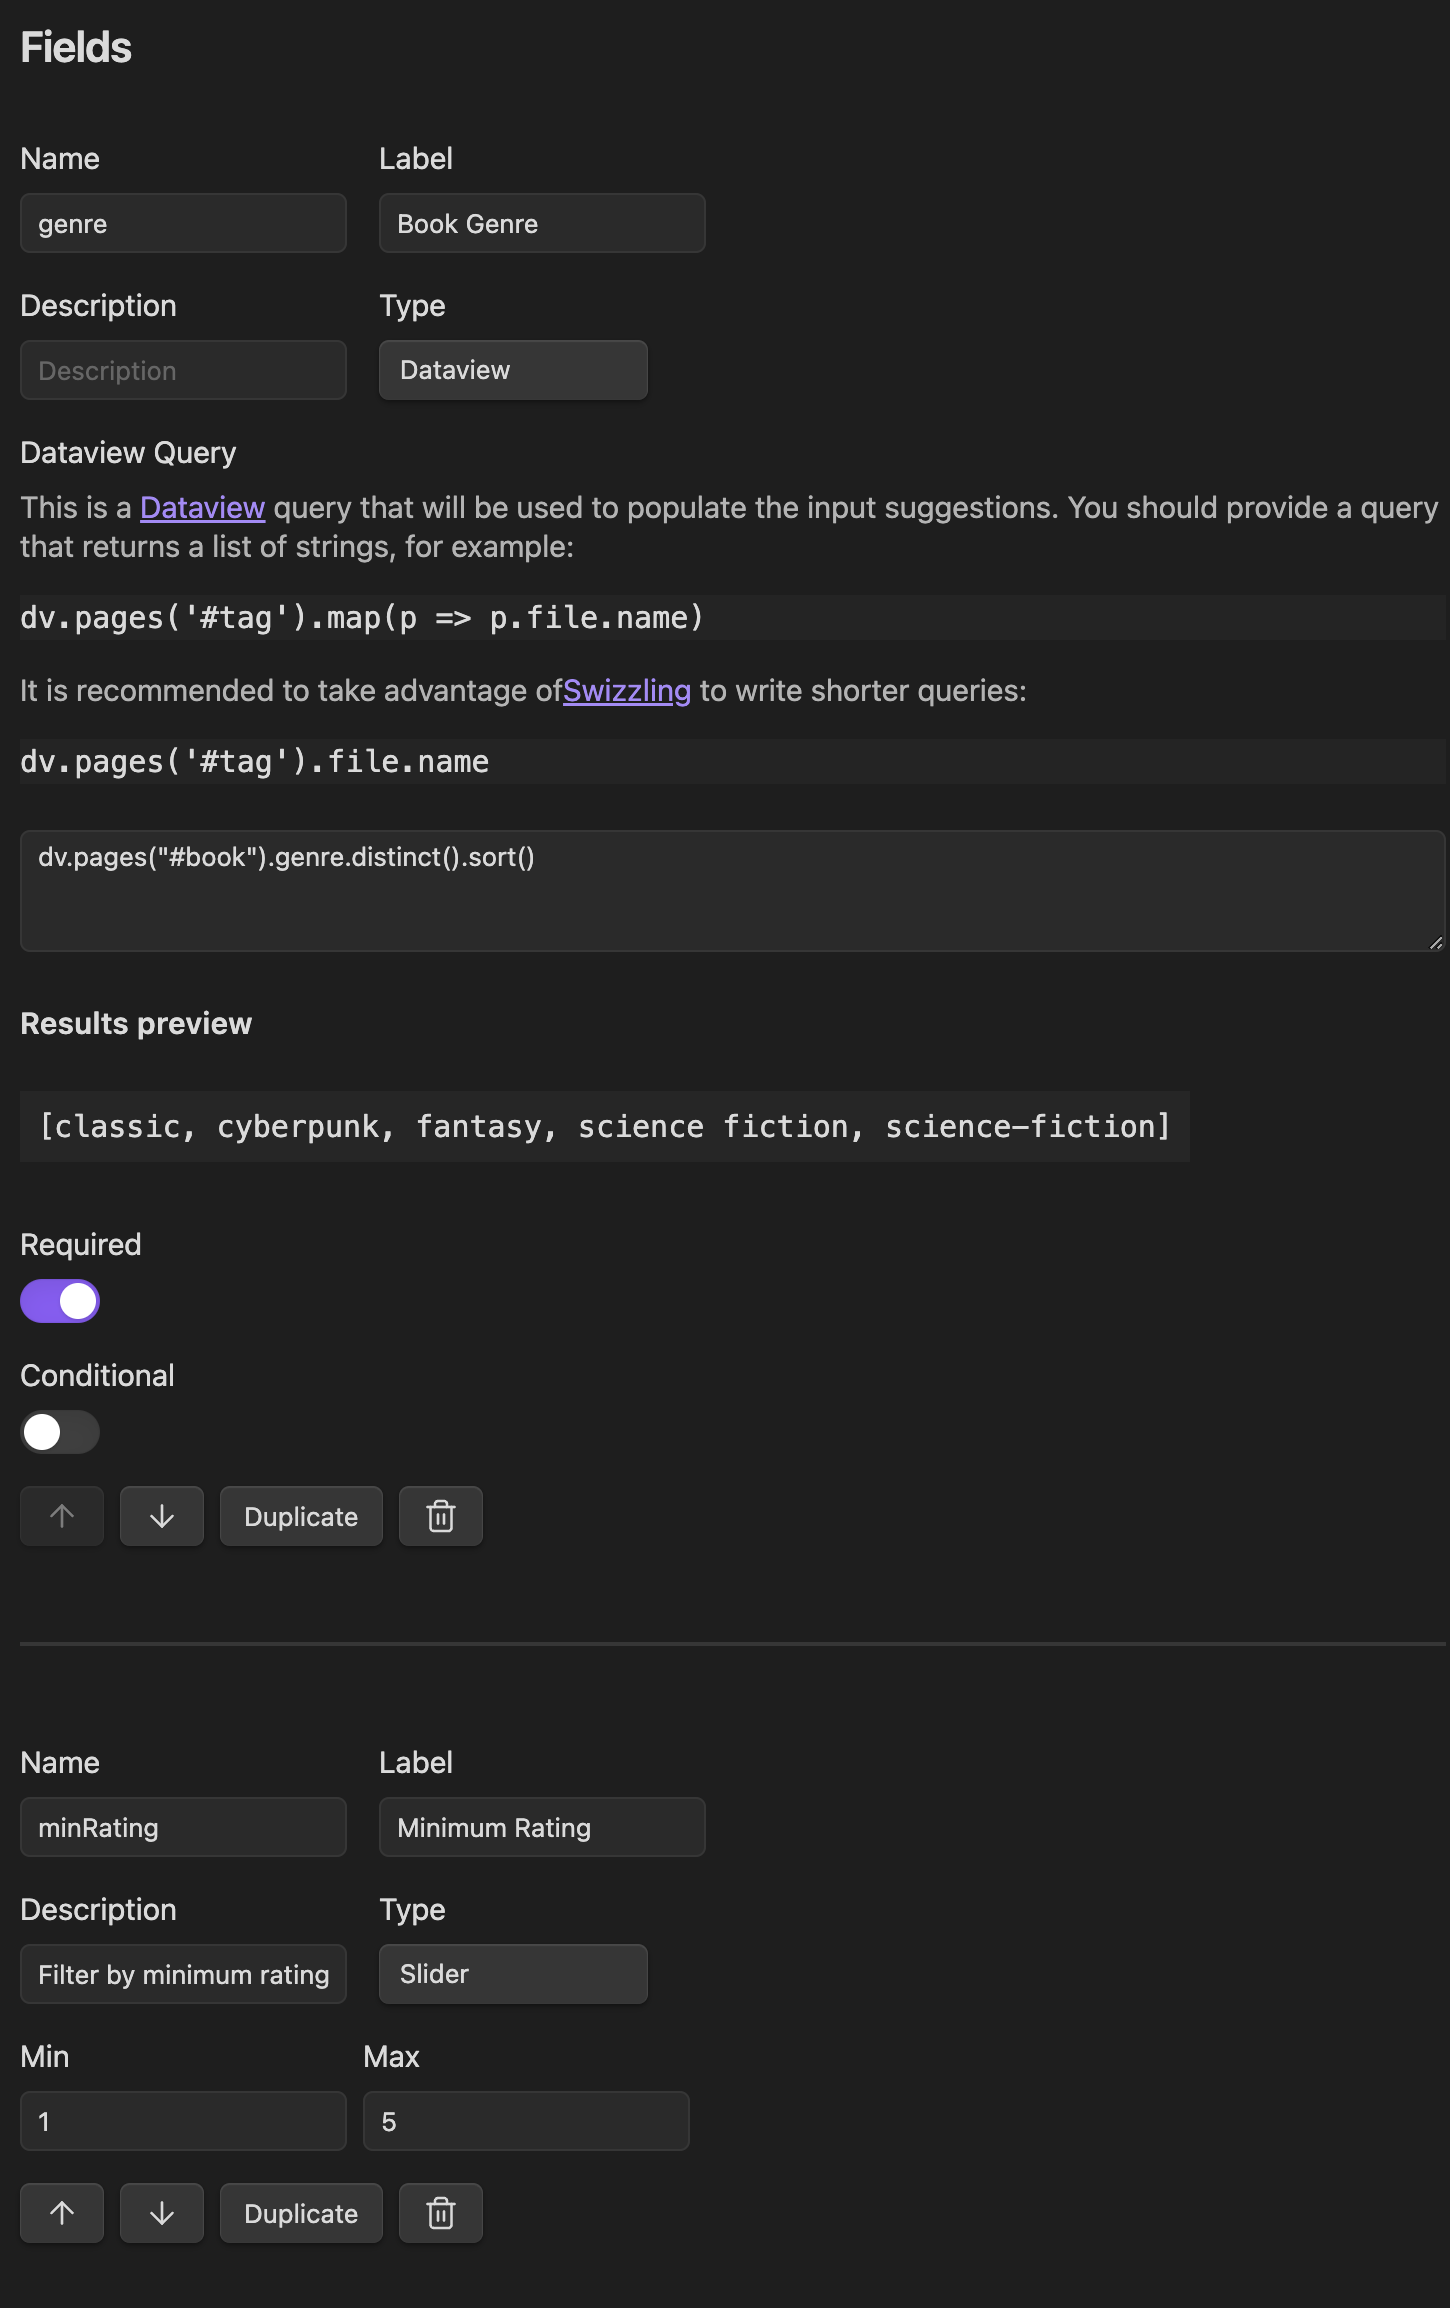 Fields
Name Label
genre Book Genre
Description Type
Description Dataview
Dataview Query
This is a Dataview query that will be used to populate the input suggestions. You should provide a query
that returns a list of strings, for example:
dv.pages('#tag').map(p => p.file.name)
It is recommended to take advantage ofSwizzling to write shorter queries:
dv.pages('#tag').file.name
dv.pages("#book").genre.distinct().sort()
Results preview
[classic, cyberpunk, fantasy, science fiction, science-fiction]
Required
Conditional
Duplicate
Name Label
minRating Minimum Rating
Description Type
Filter by minimum rating Slider
Min Max
1 5
Duplicate